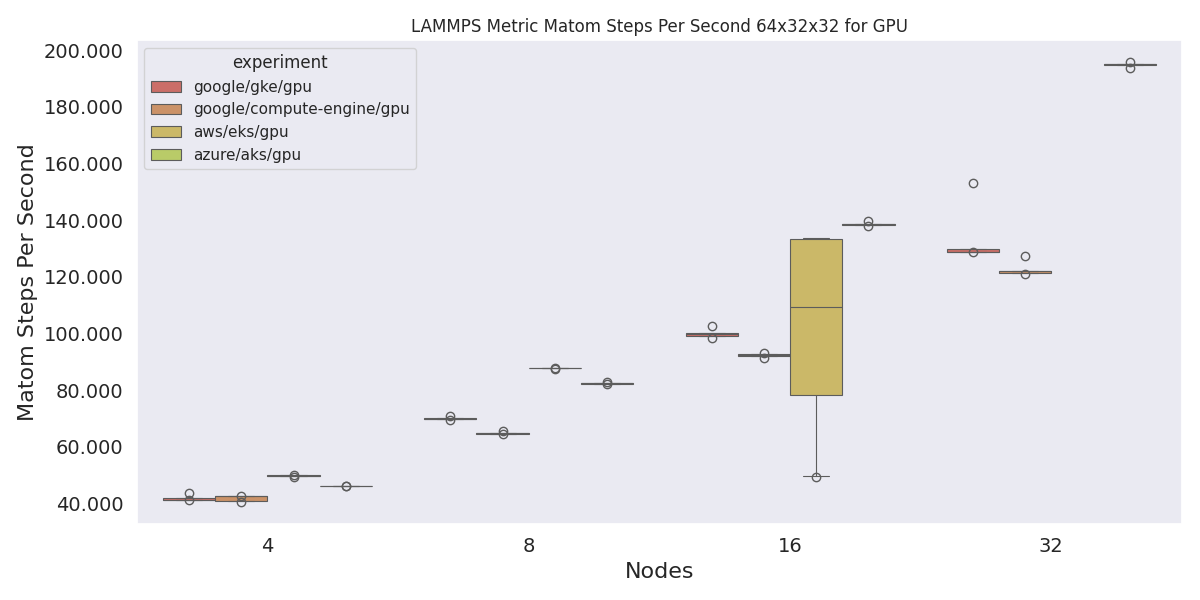 LAMMPS Metric Matom Steps Per Second 64x32x32 for GPU
200.000
180.000
160.000
140.000
120.000
100.000
80.000
60.000
40.000
Matom Steps Per Second
experiment
google/gke/gpu
google/compute-engine/gpu
aws/eks/gpu
azure/aks/gpu
4
8
16
32
Nodes